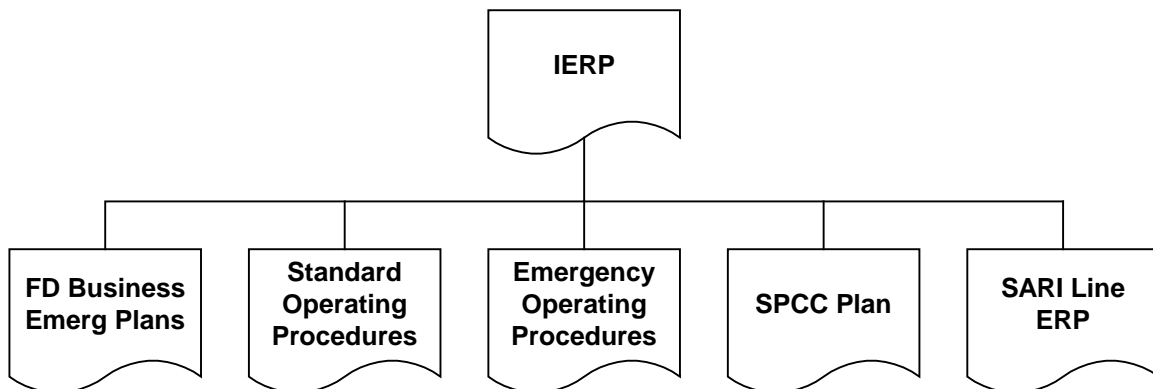 IERP
FD Business
Emerg Plans
Standard
Operating
Procedures
Emergency
Operating
Procedures
SPCC Plan
SARI Line
ERP